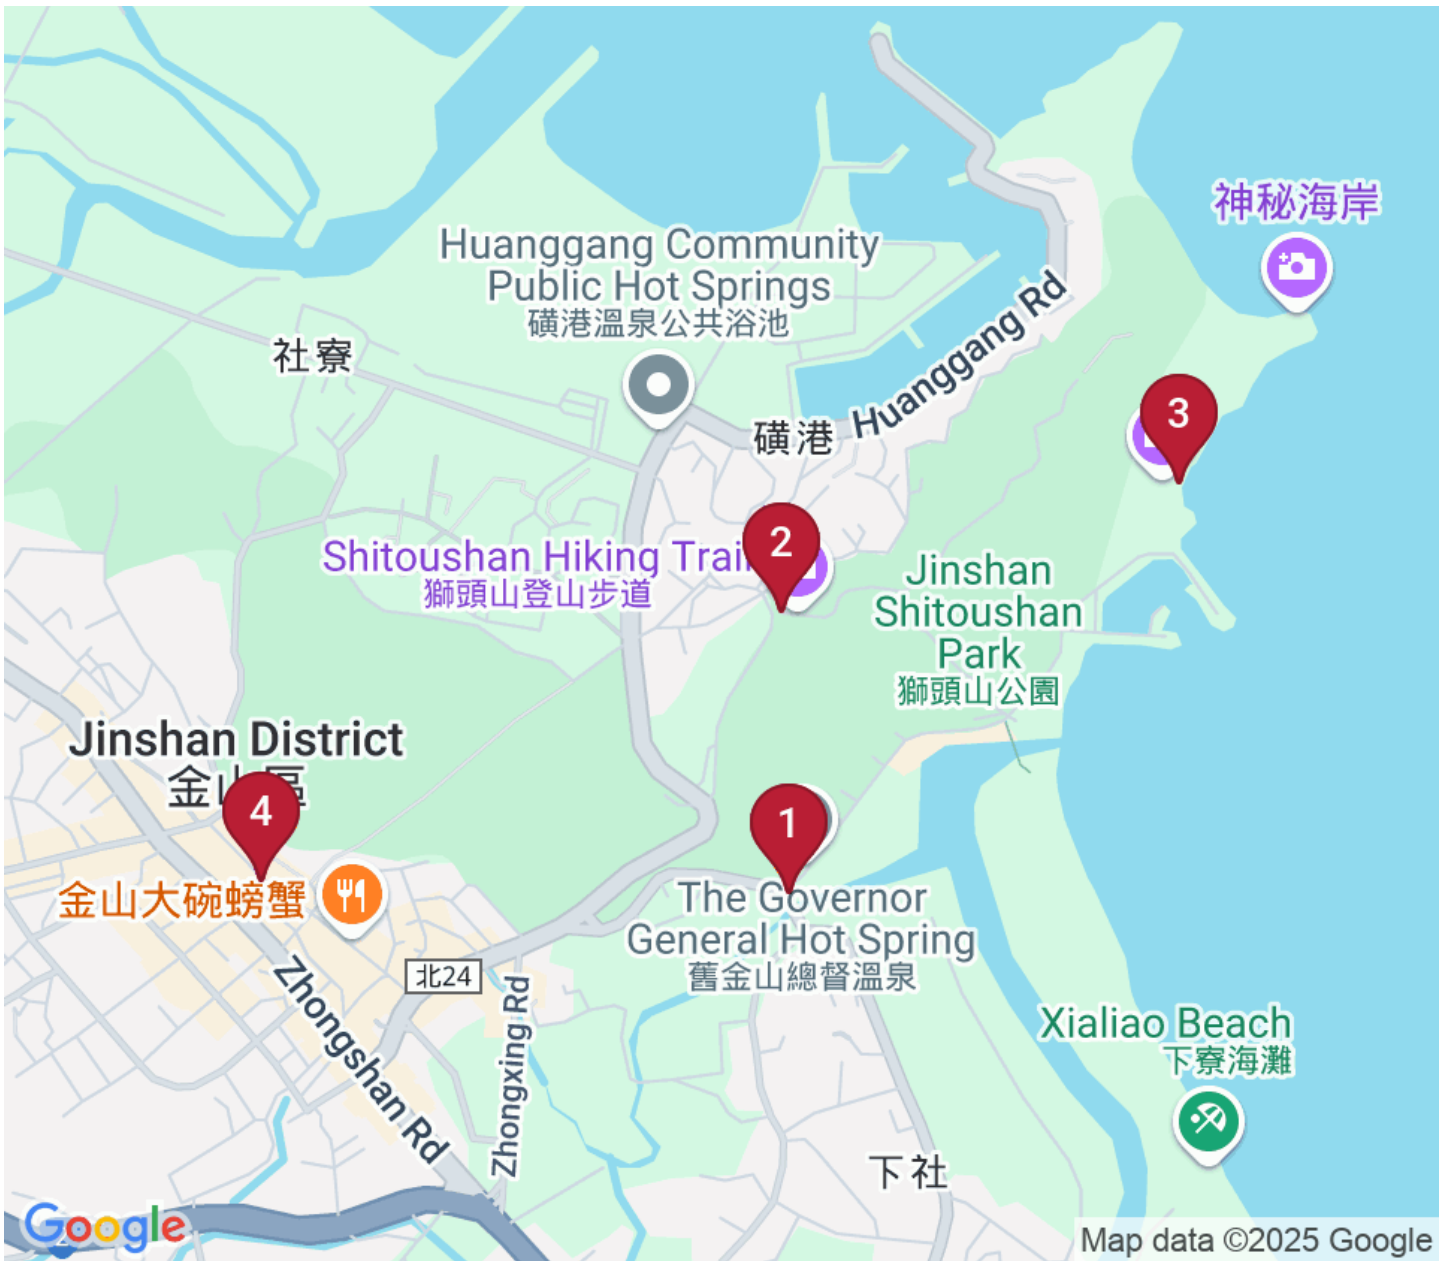 神秘海岸
Huanggang Community
Public Hot Springs
磺港溫泉公共浴池
Huanggang Rd
社寮
磺港
3
2
Shitoushan Hiking Trail
獅頭山登山步道
Jinshan
Shitoushan
Park
獅頭山公園
Jinshan District
金山區
4
1
金山大碗螃蟹
The Governor
General Hot Spring
舊金山總督溫泉
北24
Zhongshan Rd
Zhongxing Rd
Xialiao Beach
下寮海灘
下社
Google
Map data ©2025 Google